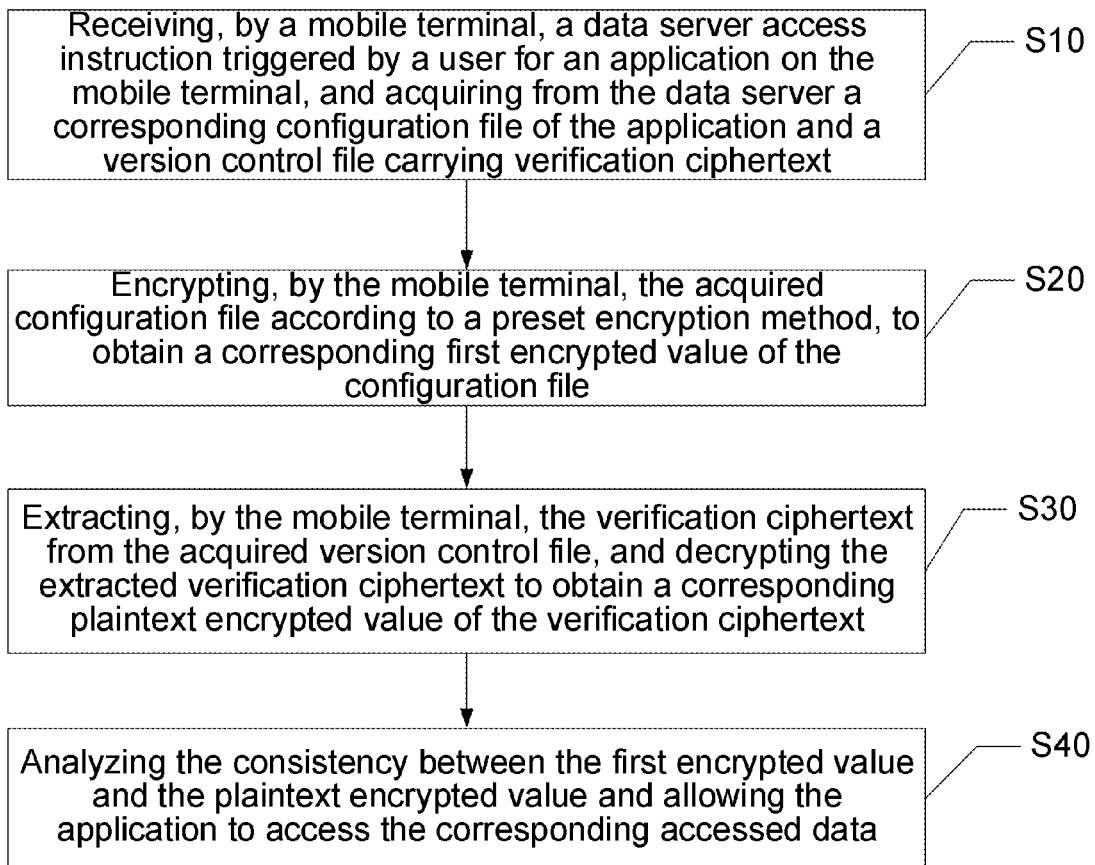 Receiving, by a mobile terminal, a data server access
instruction triggered by a user for an application on the
mobile terminal, and acquiring from the data server a
corresponding configuration file of the application and a
version control file carrying verification ciphertext
S10
Encrypting, by the mobile terminal, the acquired
configuration file according to a preset encryption method, to
obtain a corresponding first encrypted value of the
configuration file
S20
Extracting, by the mobile terminal, the verification ciphertext
from the acquired version control file, and decrypting the
extracted verification ciphertext to obtain a corresponding
plaintext encrypted value of the verification ciphertext
S30
Analyzing the consistency between the first encrypted value
and the plaintext encrypted value and allowing the
application to access the corresponding accessed data
S40